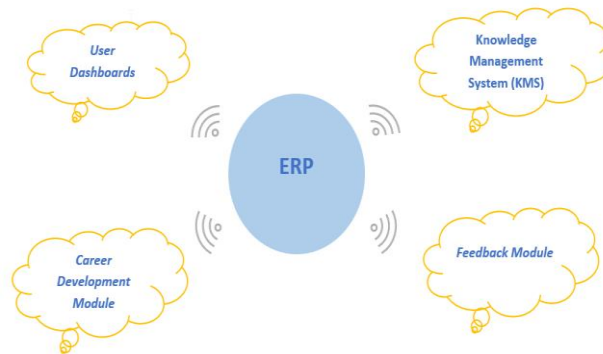 User
Dashboards
Knowledge
Management
System (KMS)
ERP
Career
Development
Module
Feedback Module